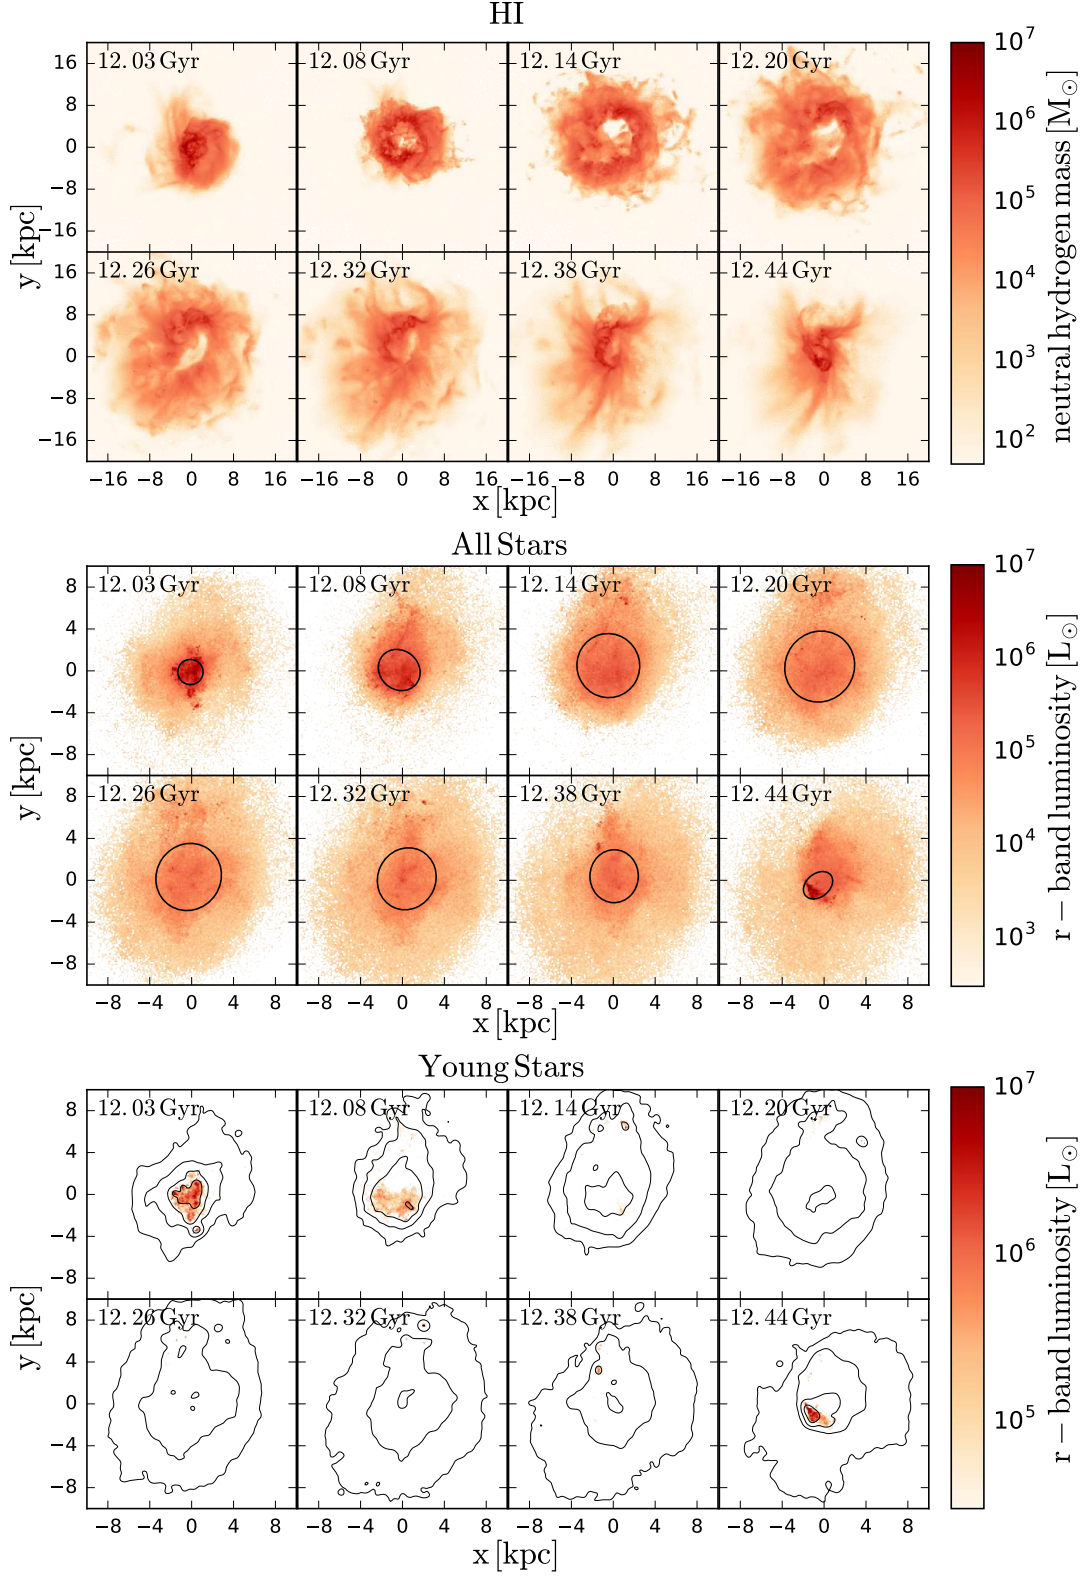 HI
12.03 Gyr 12.08 Gyr 12.14 Gyr 12.20 Gyr
16
8
0
−8
−16
12.26 Gyr 12.32 Gyr 12.38 Gyr 12.44 Gyr
16
8
0
−8
−16
y [kpc]
−16 −8 0 8 16 −16 −8 0 8 16 −16 −8 0 8 16 −16 −8 0 8 16
x [kpc]
10^7
10^6
10^5
10^4
10^3
10^2
neutral hydrogen mass [M⊙]
All Stars
12.03 Gyr 12.08 Gyr 12.14 Gyr 12.20 Gyr
8
4
0
−4
−8
12.26 Gyr 12.32 Gyr 12.38 Gyr 12.44 Gyr
8
4
0
−4
−8
y [kpc]
−8 −4 0 4 8 −8 −4 0 4 8 −8 −4 0 4 8 −8 −4 0 4 8
x [kpc]
10^7
10^6
10^5
10^4
10^3
r − band luminosity [L⊙]
Young Stars
12.03 Gyr 12.08 Gyr 12.14 Gyr 12.20 Gyr
8
4
0
−4
−8
12.26 Gyr 12.32 Gyr 12.38 Gyr 12.44 Gyr
8
4
0
−4
−8
y [kpc]
−8 −4 0 4 8 −8 −4 0 4 8 −8 −4 0 4 8 −8 −4 0 4 8
x [kpc]
10^7
10^6
10^5
r − band luminosity [L⊙]